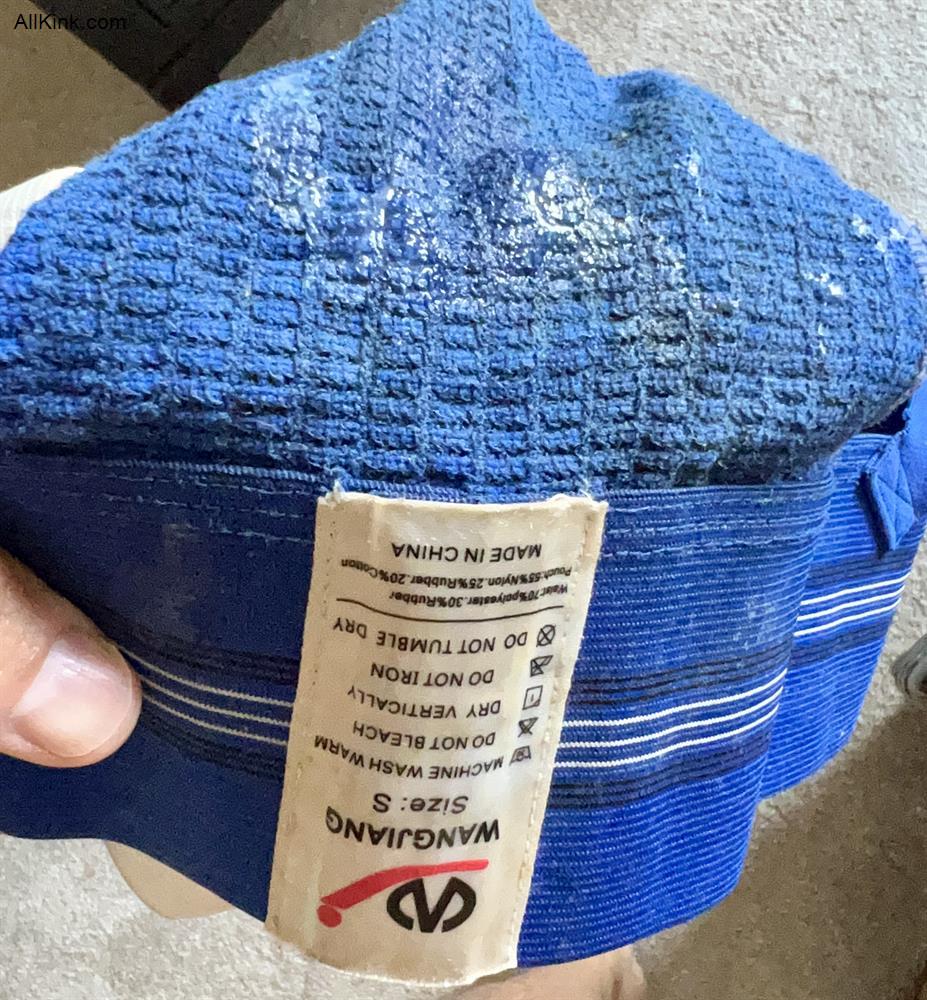 AllKink.com
WANGJIANG
Size: S
MACHINE WASH WARM
DO NOT BLEACH
DRY VERTICALLY
DO NOT IRON
DO NOT TUMBLE DRY
Waist:70%polyester.30%Rubber
Pouch:55%Nylon.25%Rubber.20%Cotton
MADE IN CHINA